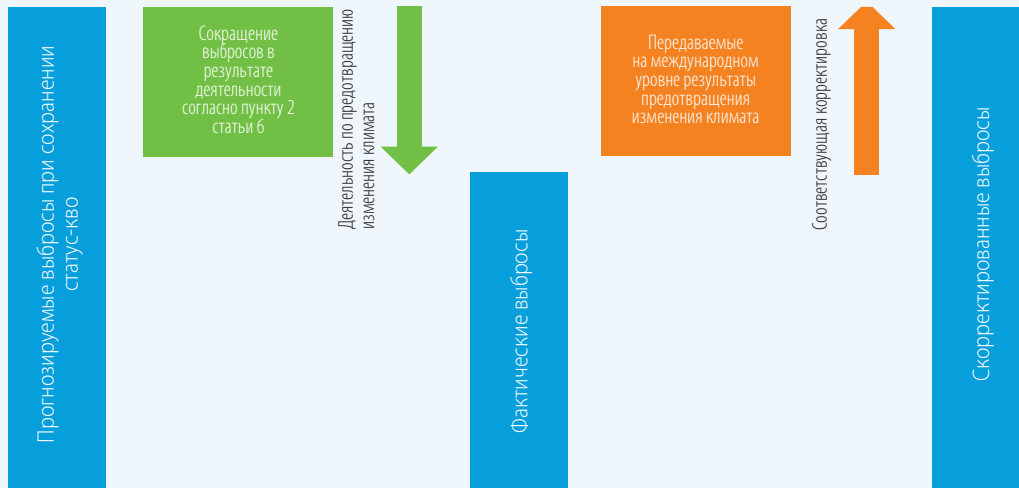 Прогнозируемые выбросы при сохранении
статус-кво
Сокращение
выбросов в
результате
деятельности
согласно пункту 2
статьи 6
Деятельность по предотвращению
изменения климата
Фактические выбросы
Передаваемые
на международном
уровне результаты
предотвращения
изменения климата
Соответствующая корректировка
Скорректированные выбросы